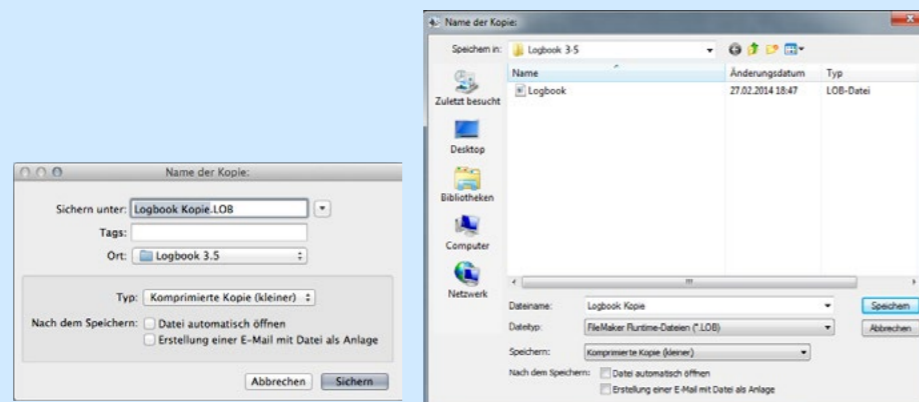 Name der Kopie:
Sichern unter: Logbook Kopie.LOB
Tags:
Ort: Logbook 3.5
Typ: Komprimierte Kopie (kleiner)
Nach dem Speichern: Datei automatisch öffnen
Erstellung einer E-Mail mit Datei als Anlage
Abbrechen Sichern
Name der Kopie:
Speichern in: Logbook 3-5
Name Änderungsdatum Typ
Logbook 27.02.2014 18:47 LOB-Datei
Zuletzt besucht
Desktop
Bibliotheken
Computer
Netzwerk
Dateiname: Logbook Kopie Speichern
Dateityp: FileMaker Runtime-Dateien (*.LOB) Abbrechen
Speichern: Komprimierte Kopie (kleiner)
Nach dem Speichern: Datei automatisch öffnen
Erstellung einer E-Mail mit Datei als Anlage